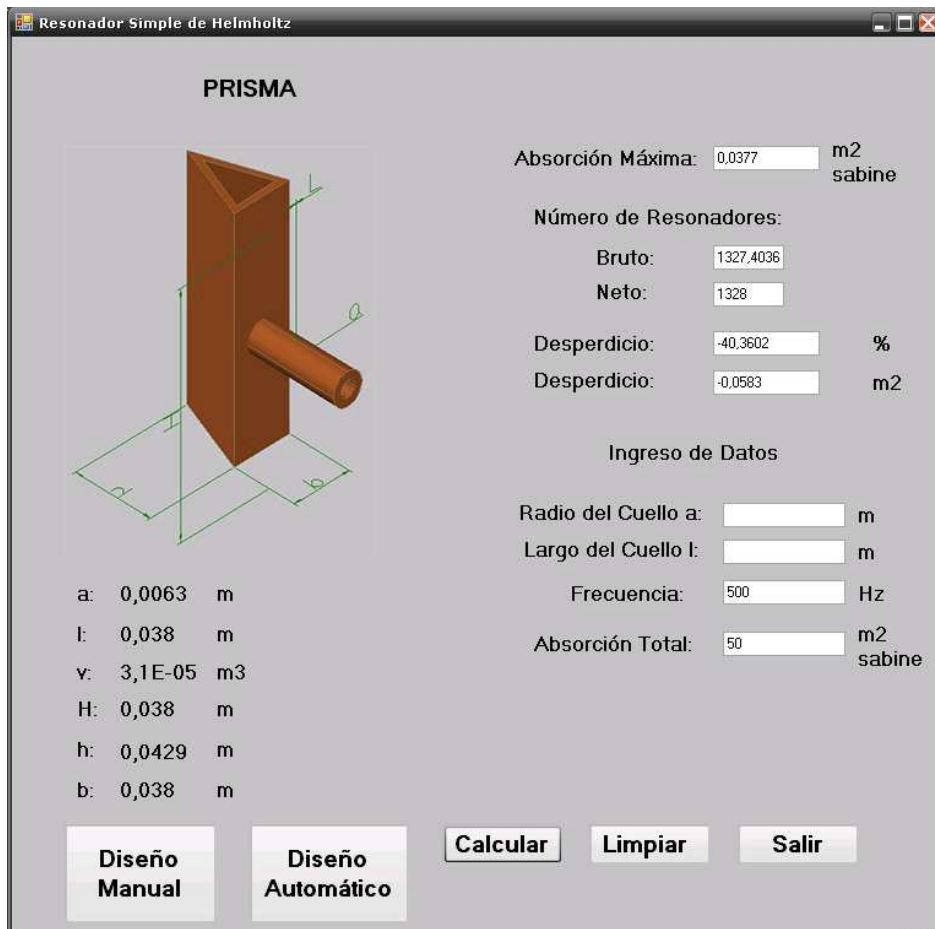 Resonador Simple de Helmholtz
PRISMA
L
a
H
d
b
Absorción Máxima: 0,0377 m2 sabine
Número de Resonadores:
Bruto: 1327,4036
Neto: 1328
Desperdicio: -40,3602 %
Desperdicio: -0,0583 m2
Ingreso de Datos
Radio del Cuello a: m
Largo del Cuello l: m
Frecuencia: 500 Hz
Absorción Total: 50 m2 sabine
a: 0,0063 m
l: 0,038 m
v: 3,1E-05 m3
H: 0,038 m
h: 0,0429 m
b: 0,038 m
Diseño Manual
Diseño Automático
Calcular
Limpiar
Salir